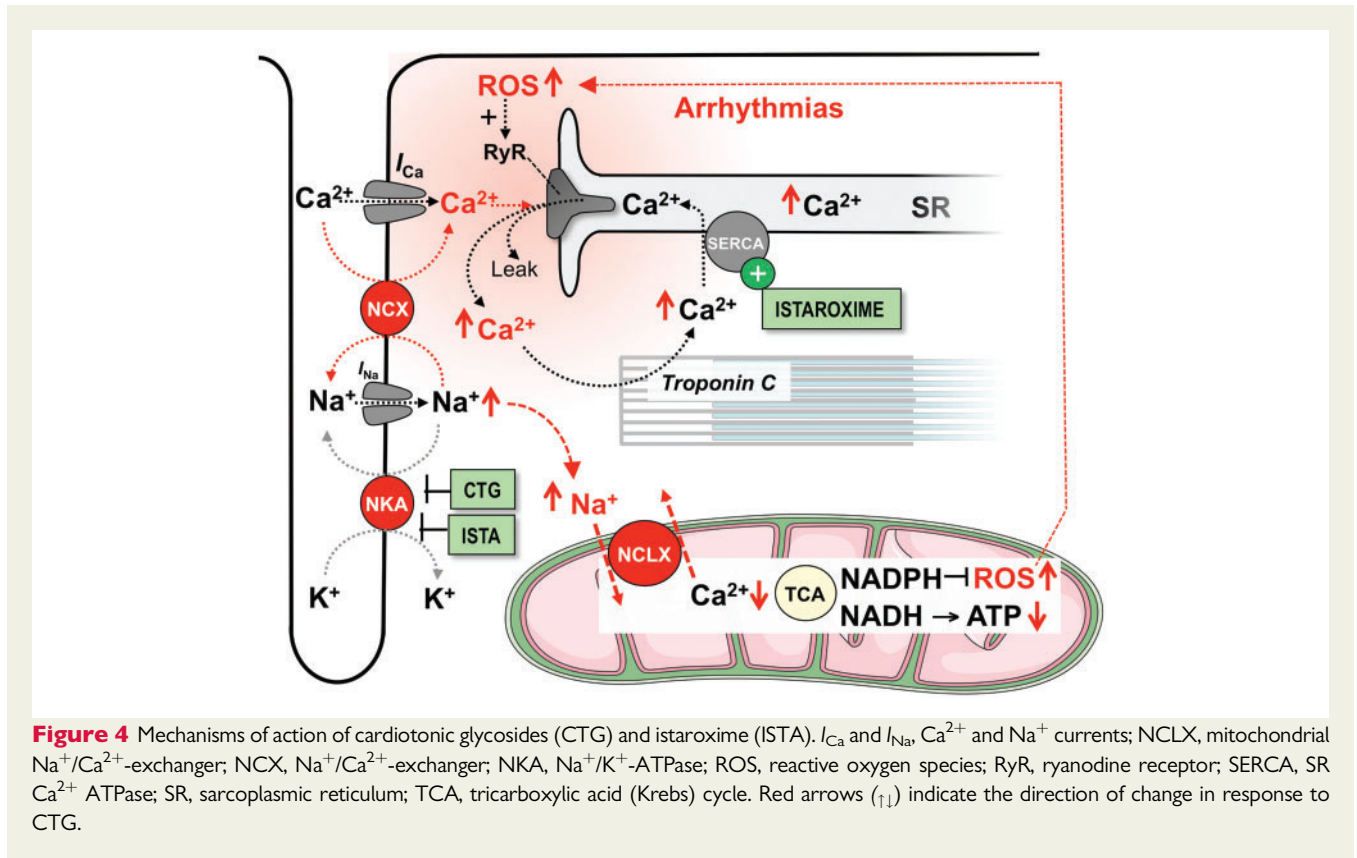 ROS↑
Arrhythmias
+
RyR
I_Ca
Ca²⁺
Ca²⁺
Ca²⁺
↑Ca²⁺
SR
Leak
SERCA
+
ISTAROXIME
NCX
↑Ca²⁺
↑Ca²⁺
I_Na
Troponin C
Na⁺
Na⁺↑
CTG
NKA
ISTA
↑Na⁺
NCLX
K⁺
K⁺
Ca²⁺↓
TCA
NADPH⊣ROS↑
NADH → ATP↓
Figure 4 Mechanisms of action of cardiotonic glycosides (CTG) and istaroxime (ISTA). I_Ca and I_Na, Ca²⁺ and Na⁺ currents; NCLX, mitochondrial
Na⁺/Ca²⁺-exchanger; NCX, Na⁺/Ca²⁺-exchanger; NKA, Na⁺/K⁺-ATPase; ROS, reactive oxygen species; RyR, ryanodine receptor; SERCA, SR
Ca²⁺ ATPase; SR, sarcoplasmic reticulum; TCA, tricarboxylic acid (Krebs) cycle. Red arrows (↑↓) indicate the direction of change in response to
CTG.